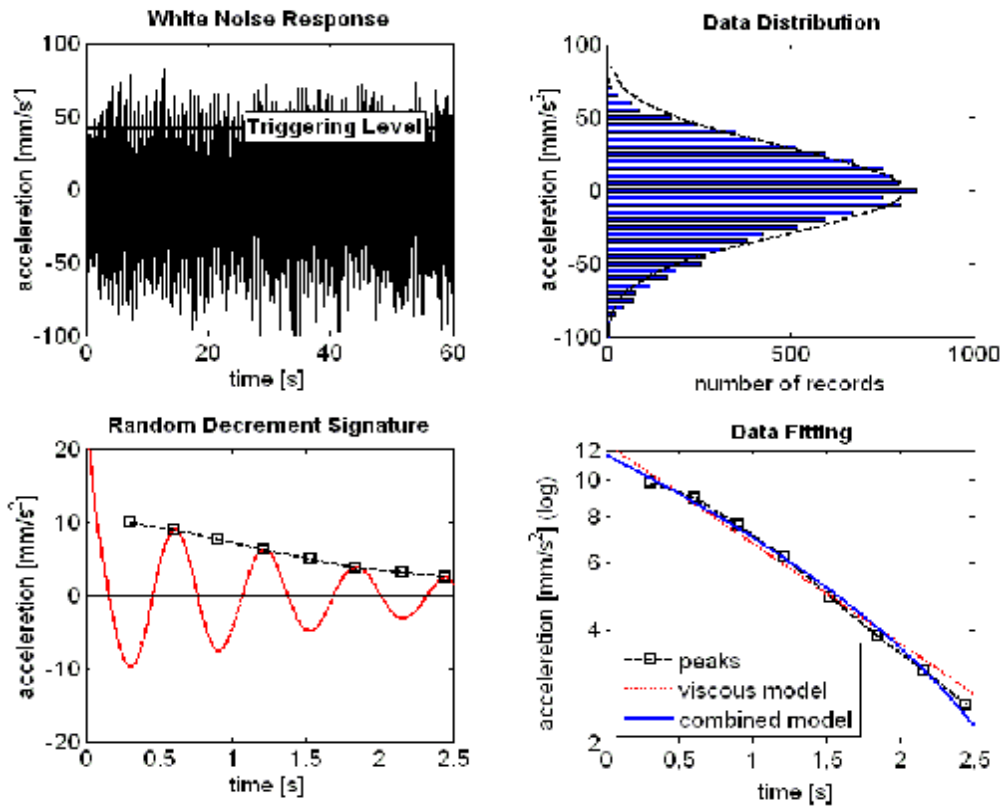 White Noise Response
acceleretion [mm/s²]
100
50
0
-50
-100
Triggering Level
0
20
40
60
time [s]
Data Distribution
acceleretion [mm/s²]
100
50
0
-50
-100
0
500
1000
number of records
Random Decrement Signature
acceleretion [mm/s²]
20
10
0
-10
-20
0
0.5
1
1.5
2
2.5
time [s]
Data Fitting
acceleretion [mm/s²] (log)
12
10
8
6
4
2
peaks
viscous model
combined model
0
0,5
1
1,5
2
2,5
time [s]